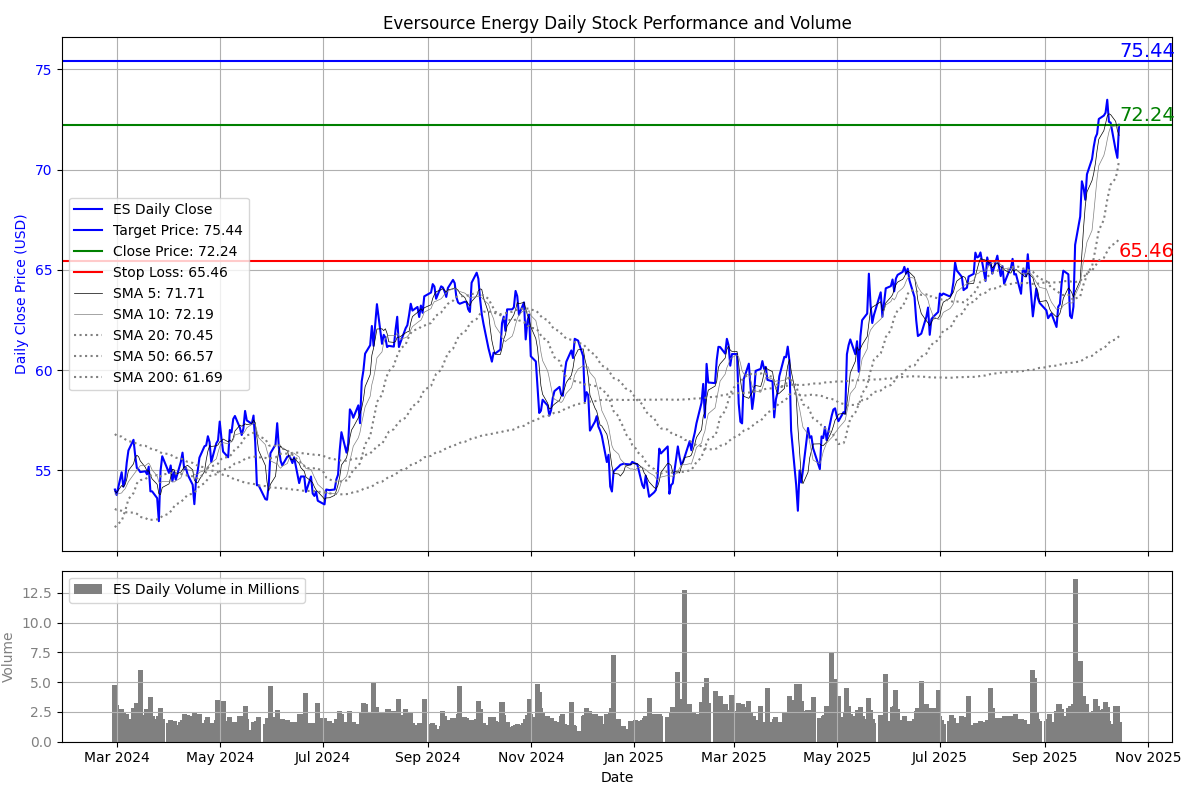 Eversource Energy Daily Stock Performance and Volume
Daily Close Price (USD)
75
70
65
60
55
75.44
72.24
65.46
ES Daily Close
Target Price: 75.44
Close Price: 72.24
Stop Loss: 65.46
SMA 5: 71.71
SMA 10: 72.19
SMA 20: 70.45
SMA 50: 66.57
SMA 200: 61.69
Volume
12.5
10.0
7.5
5.0
2.5
0.0
ES Daily Volume in Millions
Mar 2024 May 2024 Jul 2024 Sep 2024 Nov 2024 Jan 2025 Mar 2025 May 2025 Jul 2025 Sep 2025 Nov 2025
Date